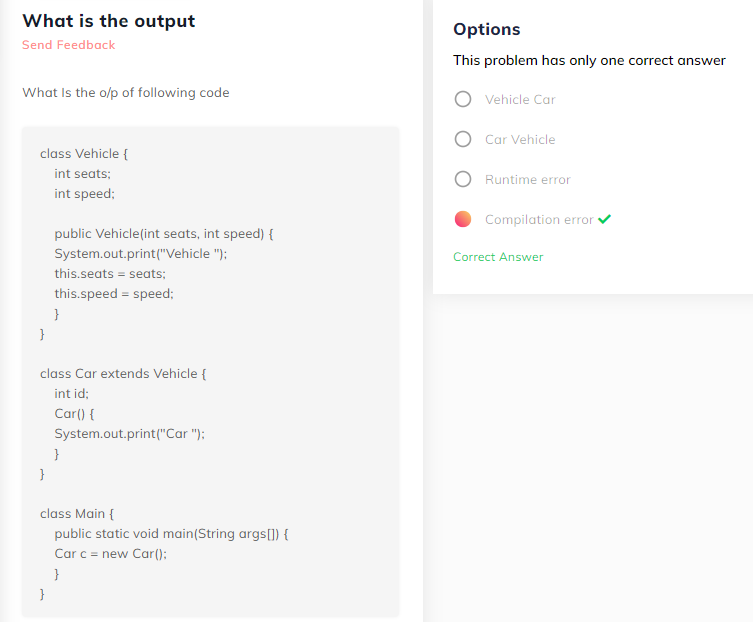 What is the output
Send Feedback
What Is the o/p of following code
class Vehicle {
int seats;
int speed;
public Vehicle(int seats, int speed) {
System.out.print("Vehicle ");
this.seats = seats;
this.speed = speed;
}
}
class Car extends Vehicle {
int id;
Car() {
System.out.print("Car ");
}
}
class Main {
public static void main(String args[]) {
Car c = new Car();
}
}
Options
This problem has only one correct answer
Vehicle Car
Car Vehicle
Runtime error
Compilation error
Correct Answer